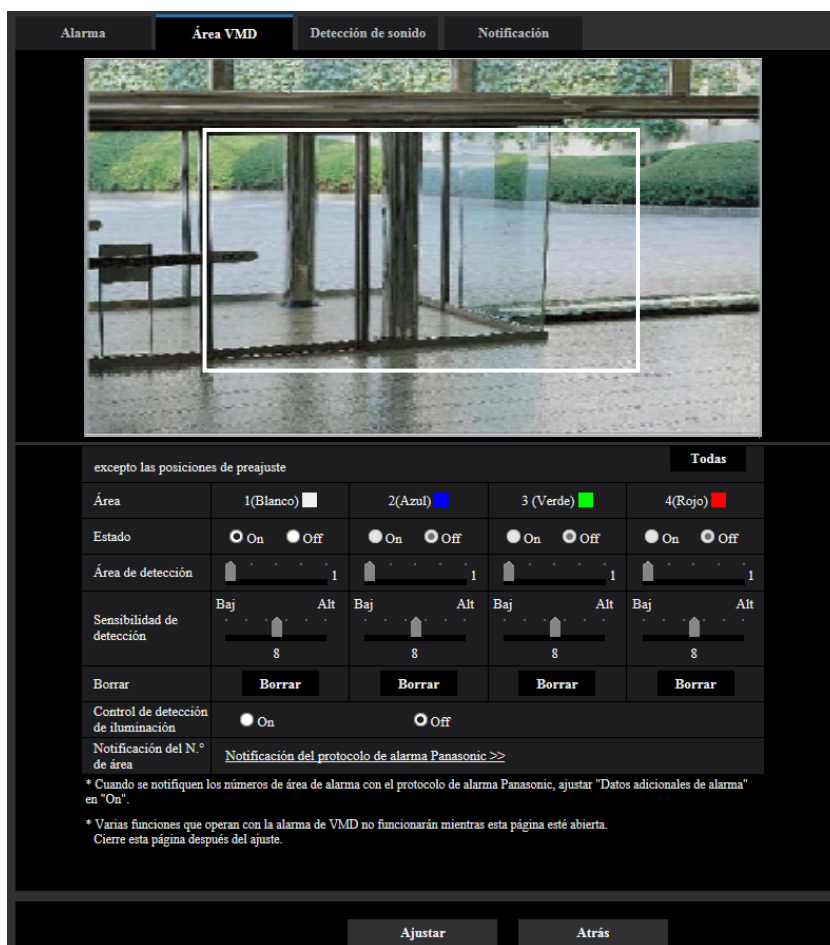 Alarma Área VMD Detección de sonido Notificación
excepto las posiciones de preajuste Todas
Área 1(Blanco) 2(Azul) 3 (Verde) 4(Rojo)
Estado On Off On Off On Off On Off
Área de detección 1 1 1 1
Baj Alt Baj Alt Baj Alt Baj Alt
Sensibilidad de
detección
8 8 8 8
Borrar Borrar Borrar Borrar Borrar
Control de detección
de iluminación On Off
Notificación del N.°
de área Notificación del protocolo de alarma Panasonic >>
* Cuando se notifiquen los números de área de alarma con el protocolo de alarma Panasonic, ajustar "Datos adicionales de alarma"
en "On".
* Varias funciones que operan con la alarma de VMD no funcionarán mientras esta página esté abierta.
Cierre esta página después del ajuste.
Ajustar Atrás